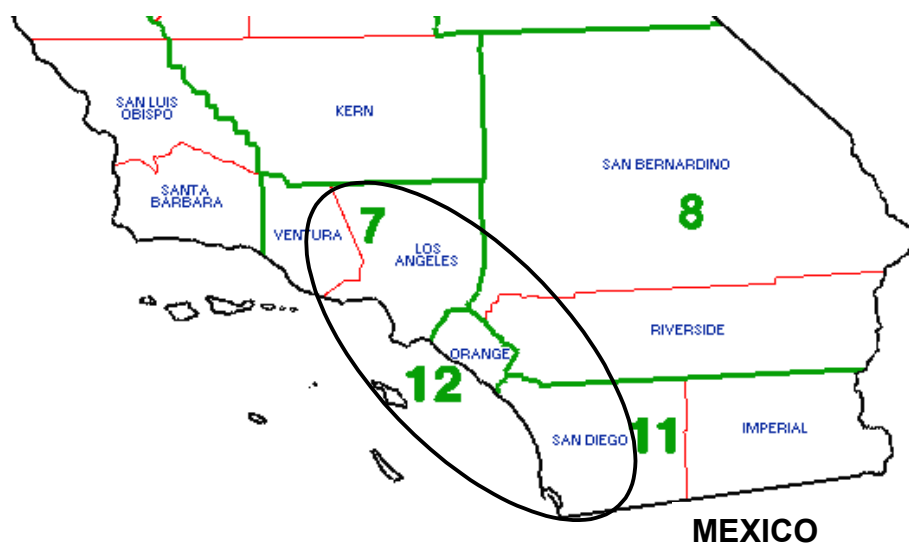 SAN LUIS
OBISPO
KERN
SAN BERNARDINO
SANTA
BARBARA
8
VENTURA
7
LOS
ANGELES
RIVERSIDE
ORANGE
12
SAN DIEGO
11
IMPERIAL
MEXICO